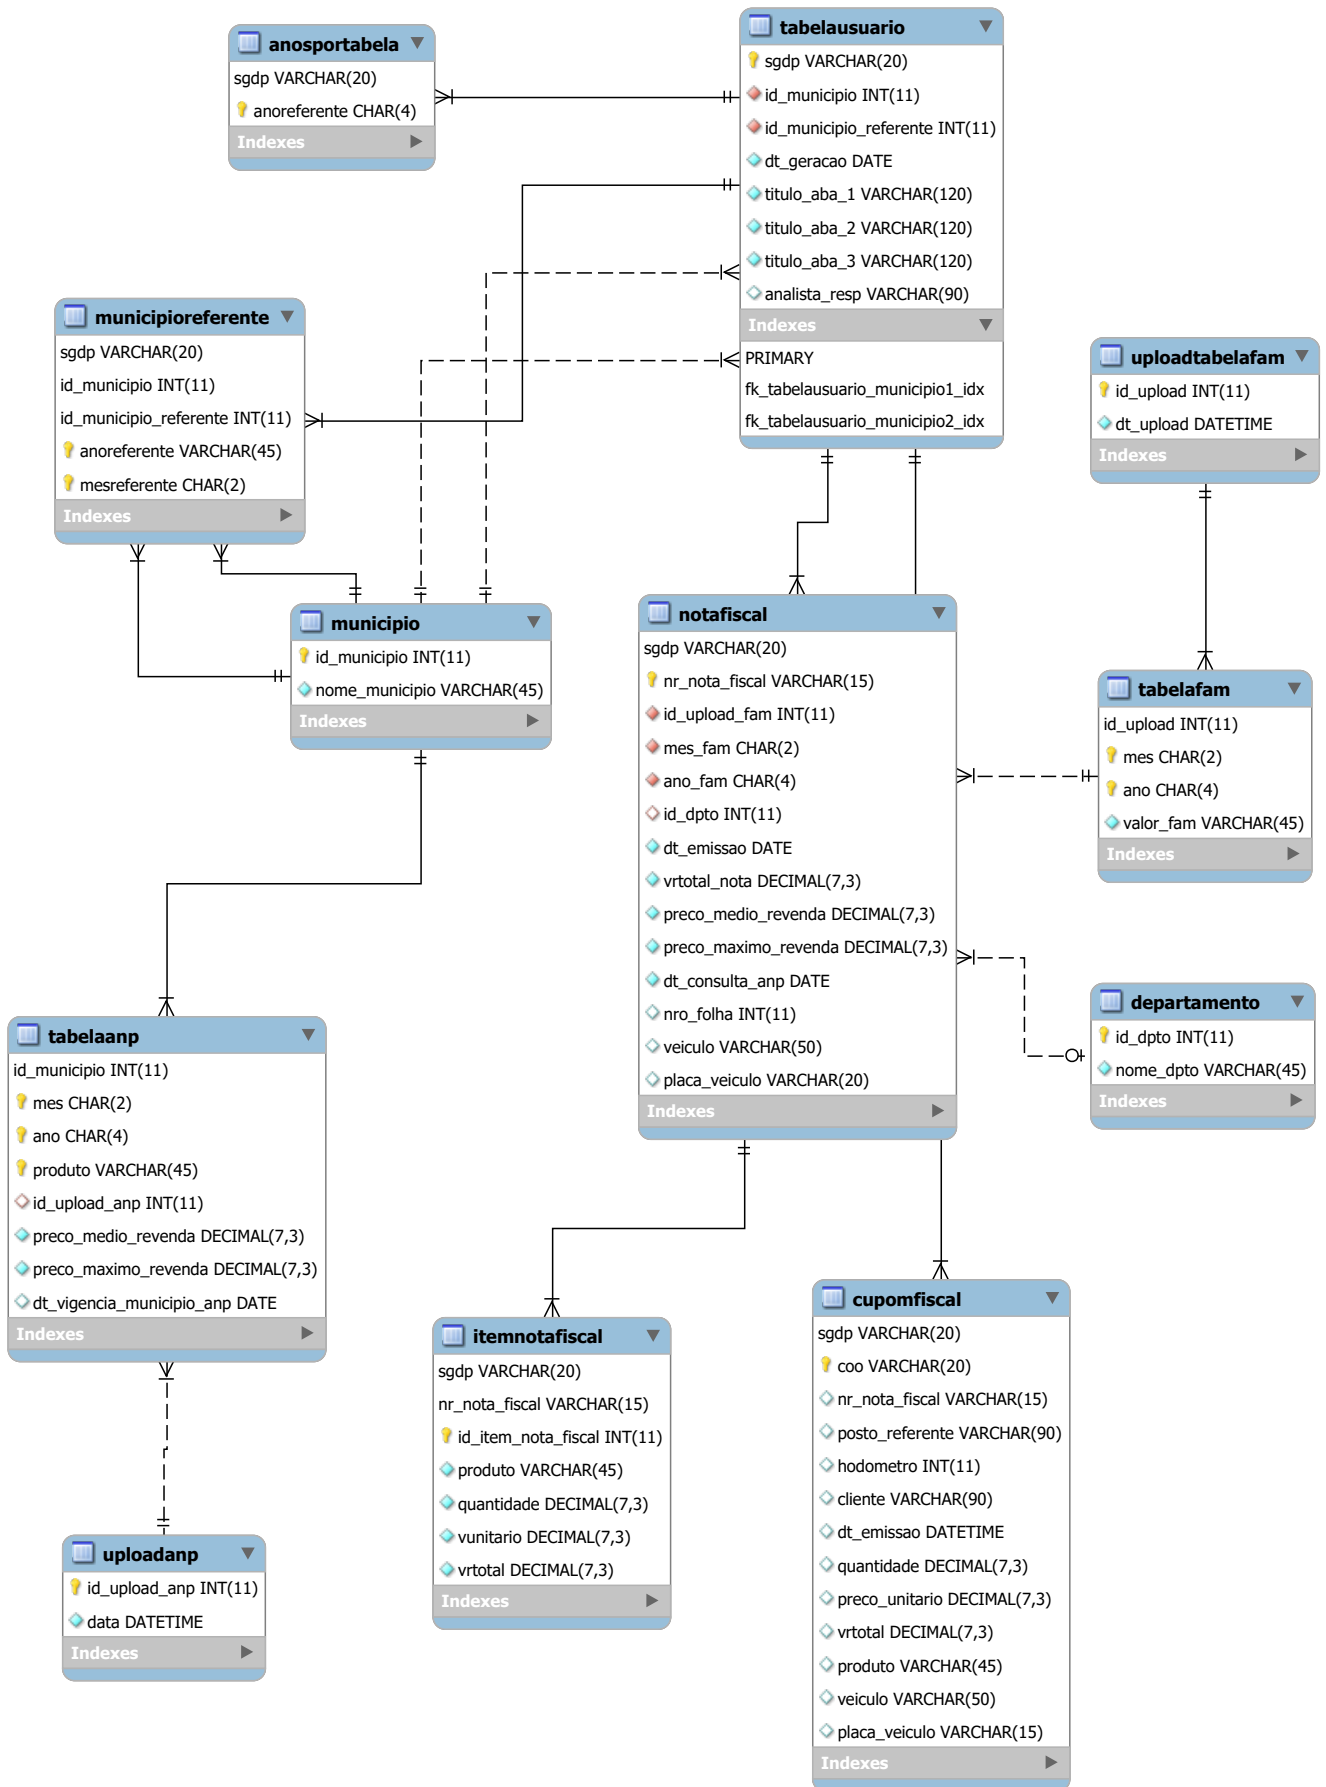 anosportabela
sgdp VARCHAR(20)
anoreferente CHAR(4)
Indexes
tabelausuario
sgdp VARCHAR(20)
id_municipio INT(11)
id_municipio_referente INT(11)
dt_geracao DATE
titulo_aba_1 VARCHAR(120)
titulo_aba_2 VARCHAR(120)
titulo_aba_3 VARCHAR(120)
analista_resp VARCHAR(90)
Indexes
PRIMARY
fk_tabelausuario_municipio1_idx
fk_tabelausuario_municipio2_idx
municipioreferente
sgdp VARCHAR(20)
id_municipio INT(11)
id_municipio_referente INT(11)
anoreferente VARCHAR(45)
mesreferente CHAR(2)
Indexes
uploadtabelafam
id_upload INT(11)
dt_upload DATETIME
Indexes
municipio
id_municipio INT(11)
nome_municipio VARCHAR(45)
Indexes
notafiscal
sgdp VARCHAR(20)
nr_nota_fiscal VARCHAR(15)
id_upload_fam INT(11)
mes_fam CHAR(2)
ano_fam CHAR(4)
id_dpto INT(11)
dt_emissao DATE
vrtotal_nota DECIMAL(7,3)
preco_medio_revenda DECIMAL(7,3)
preco_maximo_revenda DECIMAL(7,3)
dt_consulta_anp DATE
nro_folha INT(11)
veiculo VARCHAR(50)
placa_veiculo VARCHAR(20)
Indexes
tabelafam
id_upload INT(11)
mes CHAR(2)
ano CHAR(4)
valor_fam VARCHAR(45)
Indexes
departamento
id_dpto INT(11)
nome_dpto VARCHAR(45)
Indexes
tabelaanp
id_municipio INT(11)
mes CHAR(2)
ano CHAR(4)
produto VARCHAR(45)
id_upload_anp INT(11)
preco_medio_revenda DECIMAL(7,3)
preco_maximo_revenda DECIMAL(7,3)
dt_vigencia_municipio_anp DATE
Indexes
itemnotafiscal
sgdp VARCHAR(20)
nr_nota_fiscal VARCHAR(15)
id_item_nota_fiscal INT(11)
produto VARCHAR(45)
quantidade DECIMAL(7,3)
vunitario DECIMAL(7,3)
vrtotal DECIMAL(7,3)
Indexes
cupomfiscal
sgdp VARCHAR(20)
coo VARCHAR(20)
nr_nota_fiscal VARCHAR(15)
posto_referente VARCHAR(90)
hodometro INT(11)
cliente VARCHAR(90)
dt_emissao DATETIME
quantidade DECIMAL(7,3)
preco_unitario DECIMAL(7,3)
vrtotal DECIMAL(7,3)
produto VARCHAR(45)
veiculo VARCHAR(50)
placa_veiculo VARCHAR(15)
Indexes
uploadanp
id_upload_anp INT(11)
data DATETIME
Indexes